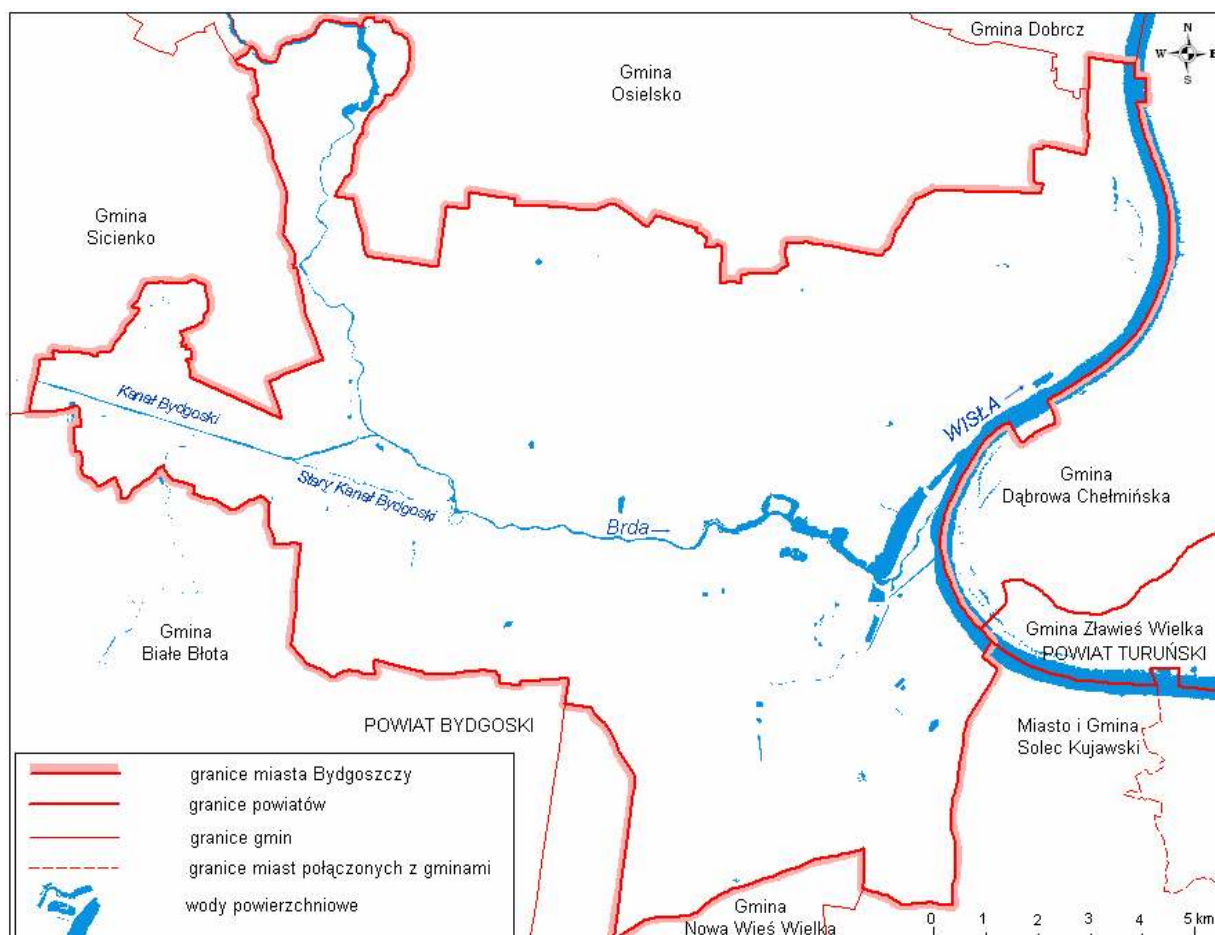 Gmina Dobrcz
N
W E
S
Gmina
Osielsko
Gmina
Sicienko
Kanał Bydgoski
Stary Kanał Bydgoski
Brda
WISŁA
Gmina
Dąbrowa Chełmińska
Gmina
Białe Błota
Gmina Zławieś Wielka
POWIAT TURUŃSKI
POWIAT BYDGOSKI
Miasto i Gmina
Solec Kujawski
granice miasta Bydgoszczy
granice powiatów
granice gmin
granice miast połączonych z gminami
wody powierzchniowe
Gmina
Nowa Wieś Wielka
0 1 2 3 4 5 km